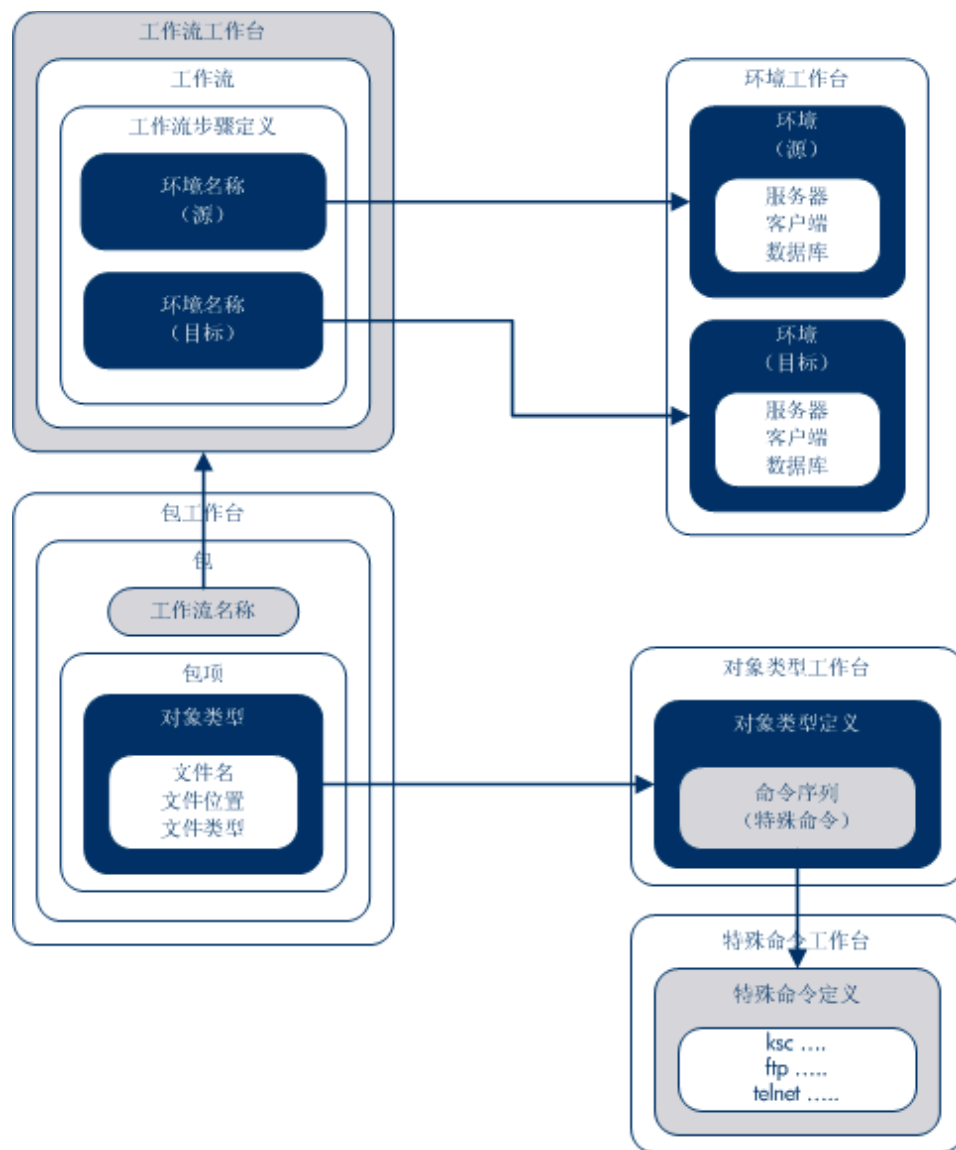 工作流工作台
工作流
工作流步骤定义
环境名称
（源）
环境名称
（目标）
环境工作台
环境
（源）
服务器
客户端
数据库
环境
（目标）
服务器
客户端
数据库
包工作台
包
工作流名称
包项
对象类型
文件名
文件位置
文件类型
对象类型工作台
对象类型定义
命令序列
（特殊命令）
特殊命令工作台
特殊命令定义
ksc ....
ftp .....
telnet .....